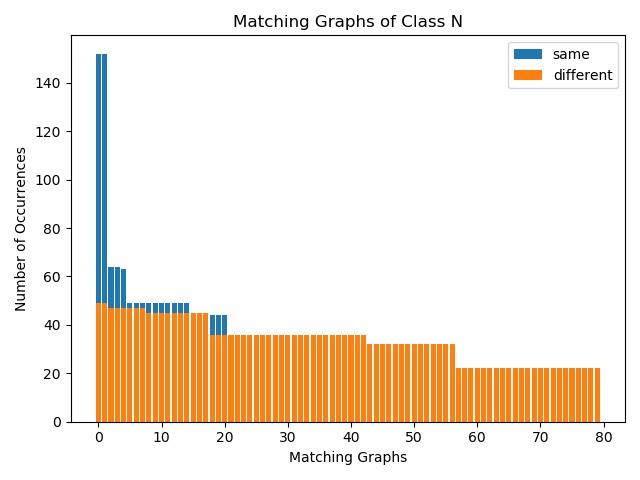 Matching Graphs of Class N
same
different
Number of Occurrences
140
120
100
80
60
40
20
0
0 10 20 30 40 50 60 70 80
Matching Graphs